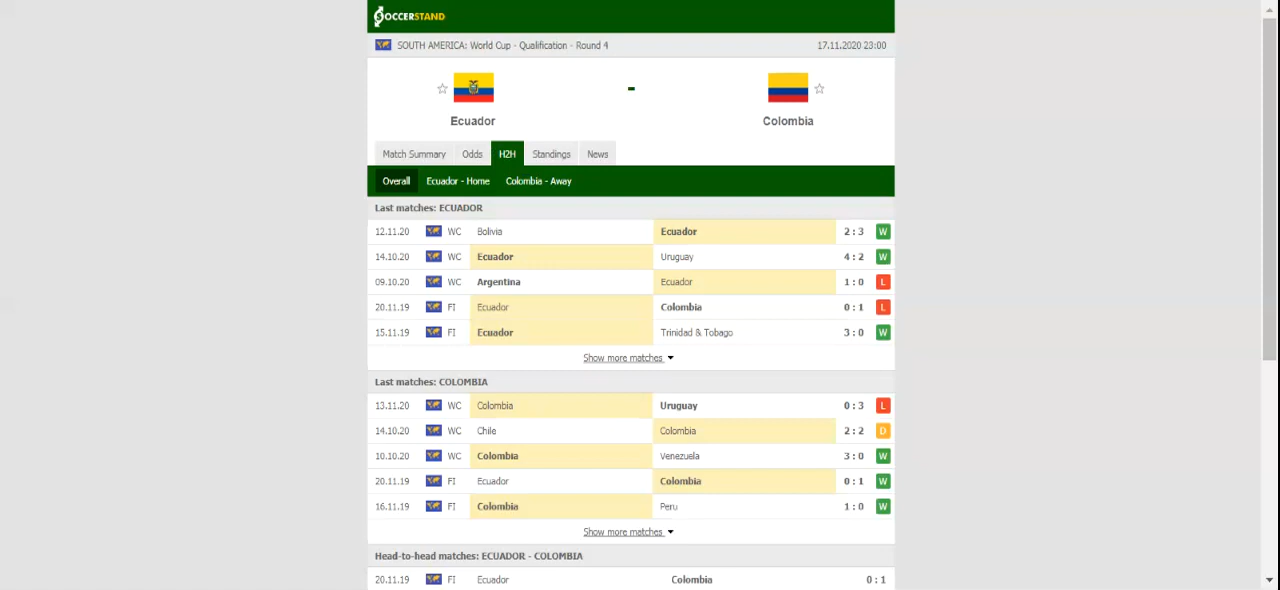 SOCCERSTAND
SOUTH AMERICA: World Cup - Qualification - Round 4 17.11.2020 23:00
-
Ecuador Colombia
Match Summary Odds H2H Standings News
Overall Ecuador - Home Colombia - Away
Last matches: ECUADOR
12.11.20 WC Bolivia Ecuador 2 : 3 W
14.10.20 WC Ecuador Uruguay 4 : 2 W
09.10.20 WC Argentina Ecuador 1 : 0 L
20.11.19 FI Ecuador Colombia 0 : 1 L
15.11.19 FI Ecuador Trinidad & Tobago 3 : 0 W
Show more matches
Last matches: COLOMBIA
13.11.20 WC Colombia Uruguay 0 : 3 L
14.10.20 WC Chile Colombia 2 : 2 D
10.10.20 WC Colombia Venezuela 3 : 0 W
20.11.19 FI Ecuador Colombia 0 : 1 W
16.11.19 FI Colombia Peru 1 : 0 W
Show more matches
Head-to-head matches: ECUADOR - COLOMBIA
20.11.19 FI Ecuador Colombia 0 : 1